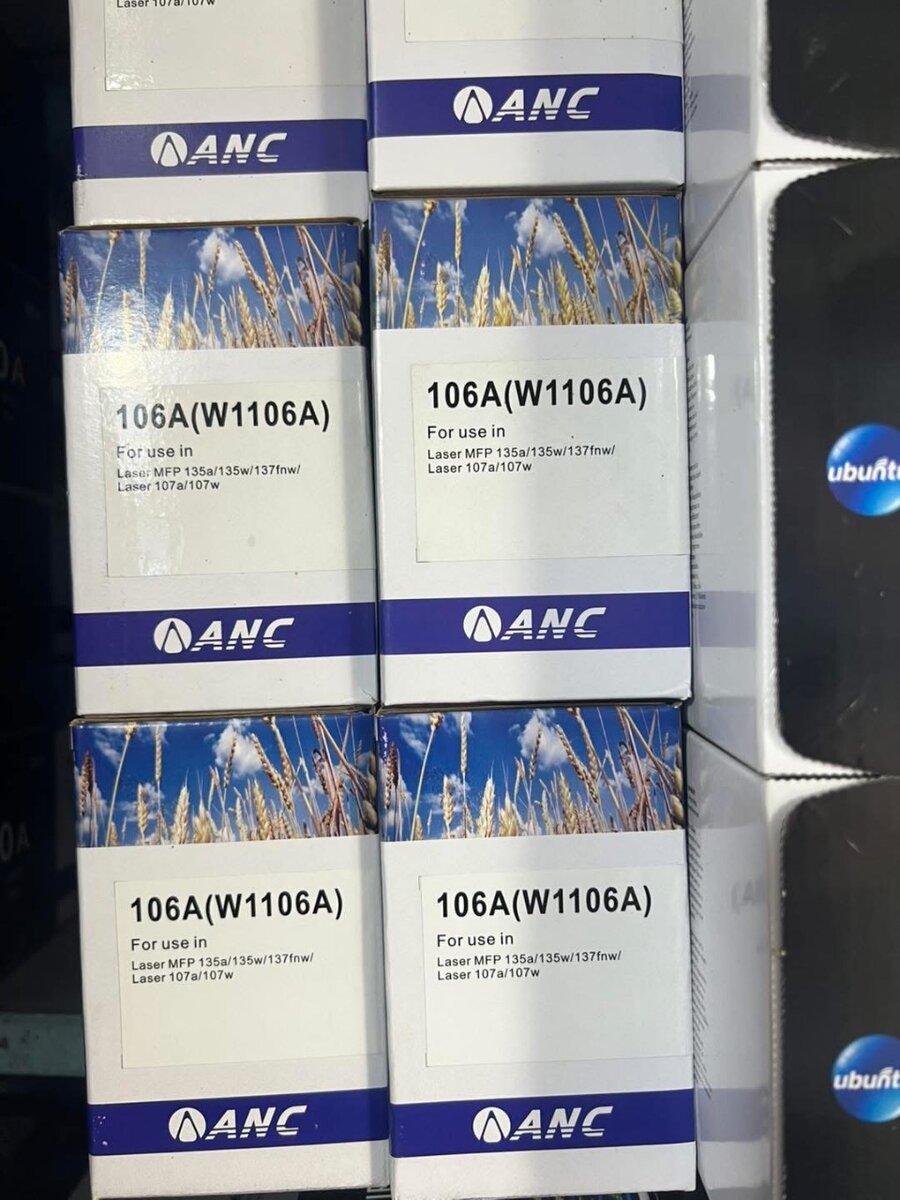 Laser 107a/107w
ANC
ANC
106A(W1106A)
For use in
Laser MFP 135a/135w/137fnw/
Laser 107a/107w
ANC
106A(W1106A)
For use in
Laser MFP 135a/135w/137fnw/
Laser 107a/107w
ANC
ubuntu
106A(W1106A)
For use in
Laser MFP 135a/135w/137fnw/
Laser 107a/107w
ANC
106A(W1106A)
For use in
Laser MFP 135a/135w/137fnw/
Laser 107a/107w
ANC
ubunt